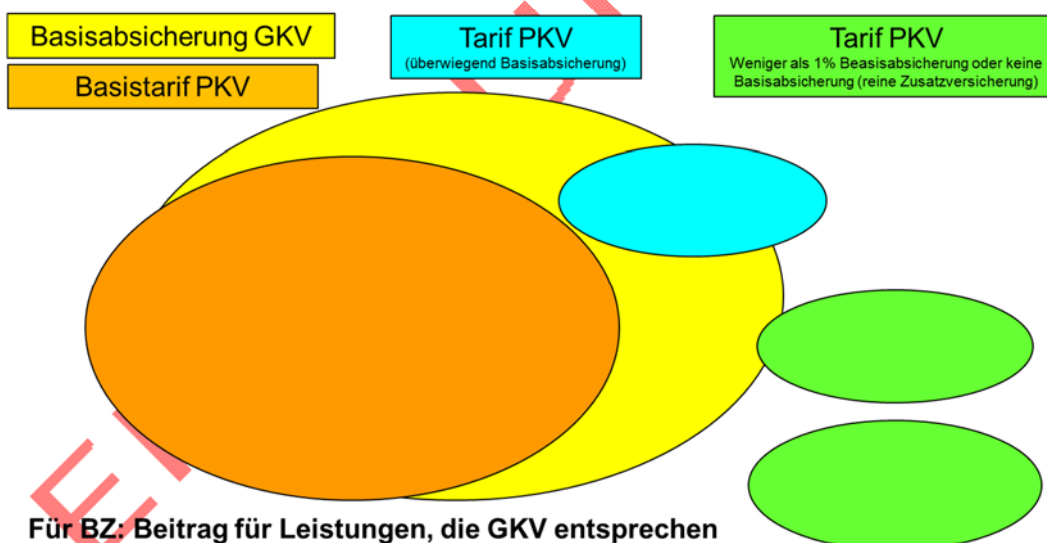 Basisabsicherung GKV
Basistarif PKV
Tarif PKV
(überwiegend Basisabsicherung)
Tarif PKV
Weniger als 1% Beasisabsicherung oder keine
Basisabsicherung (reine Zusatzversicherung)
Für BZ: Beitrag für Leistungen, die GKV entsprechen